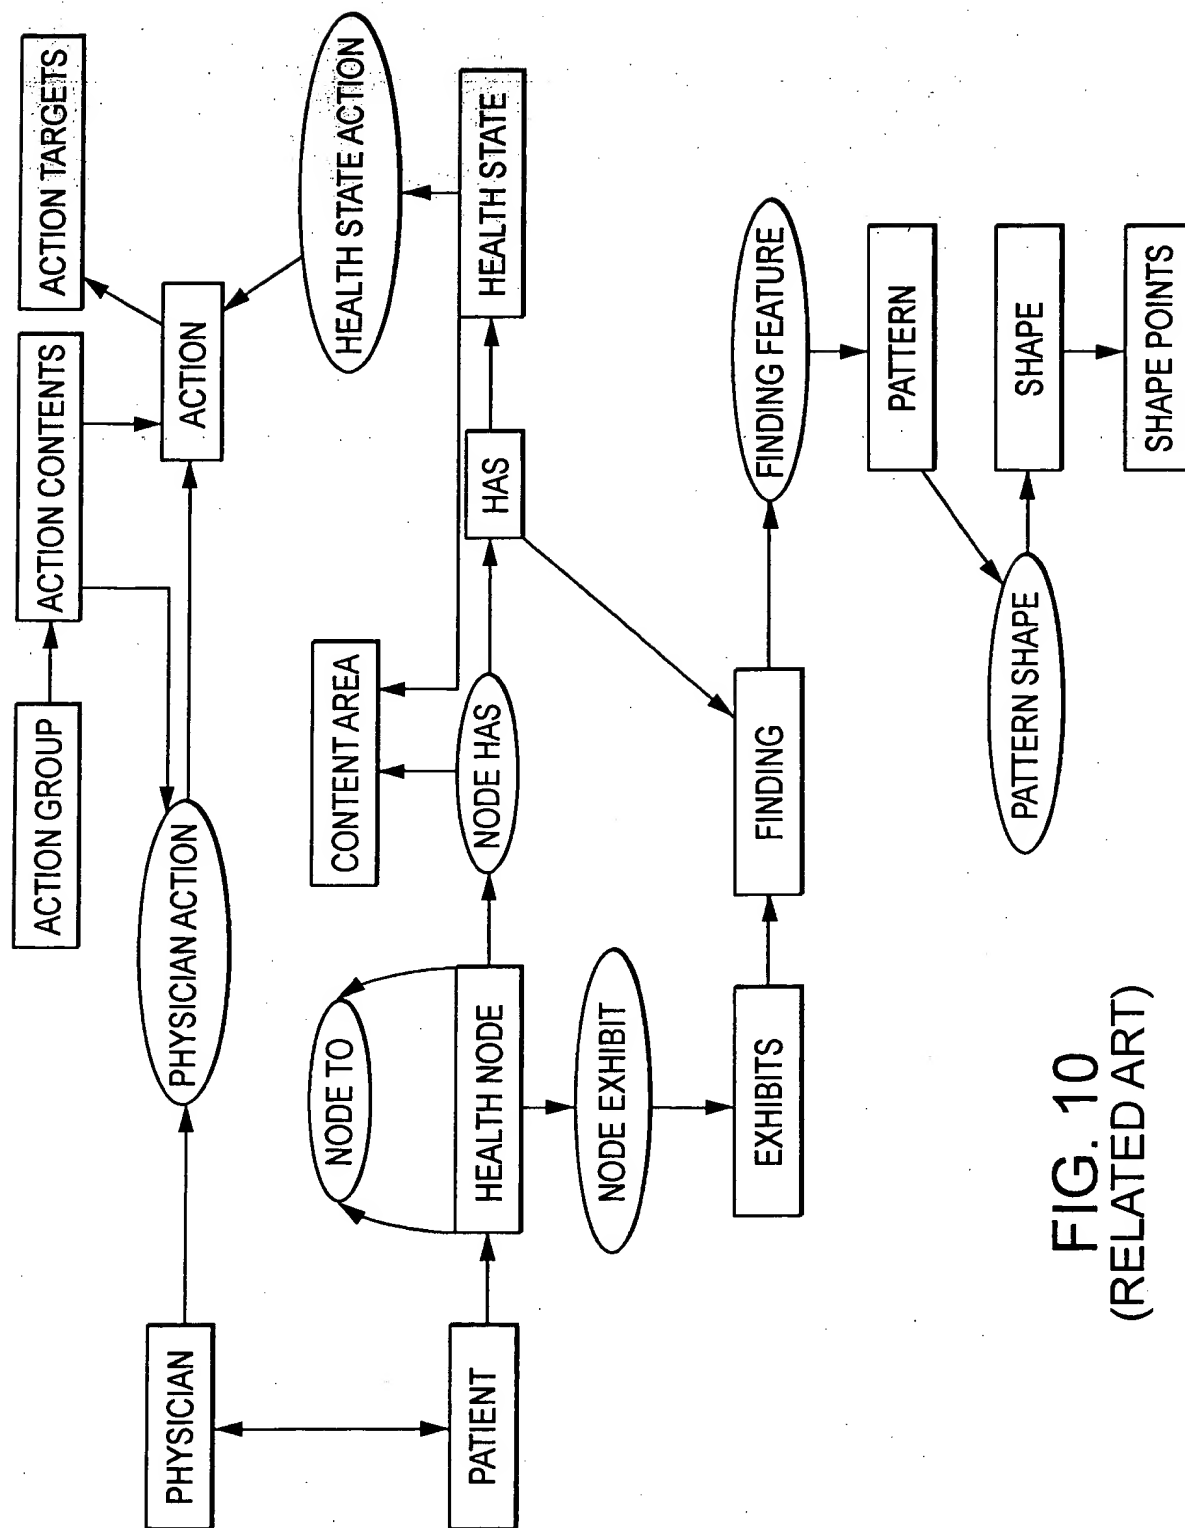 ACTION GROUP
ACTION CONTENTS
ACTION TARGETS
PHYSICIAN
PHYSICIAN ACTION
ACTION
NODE TO
CONTENT AREA
HEALTH STATE ACTION
PATIENT
HEALTH NODE
NODE HAS
HAS
HEALTH STATE
NODE EXHIBIT
EXHIBITS
FINDING
FINDING FEATURE
PATTERN
PATTERN SHAPE
SHAPE
SHAPE POINTS
FIG. 10
(RELATED ART)